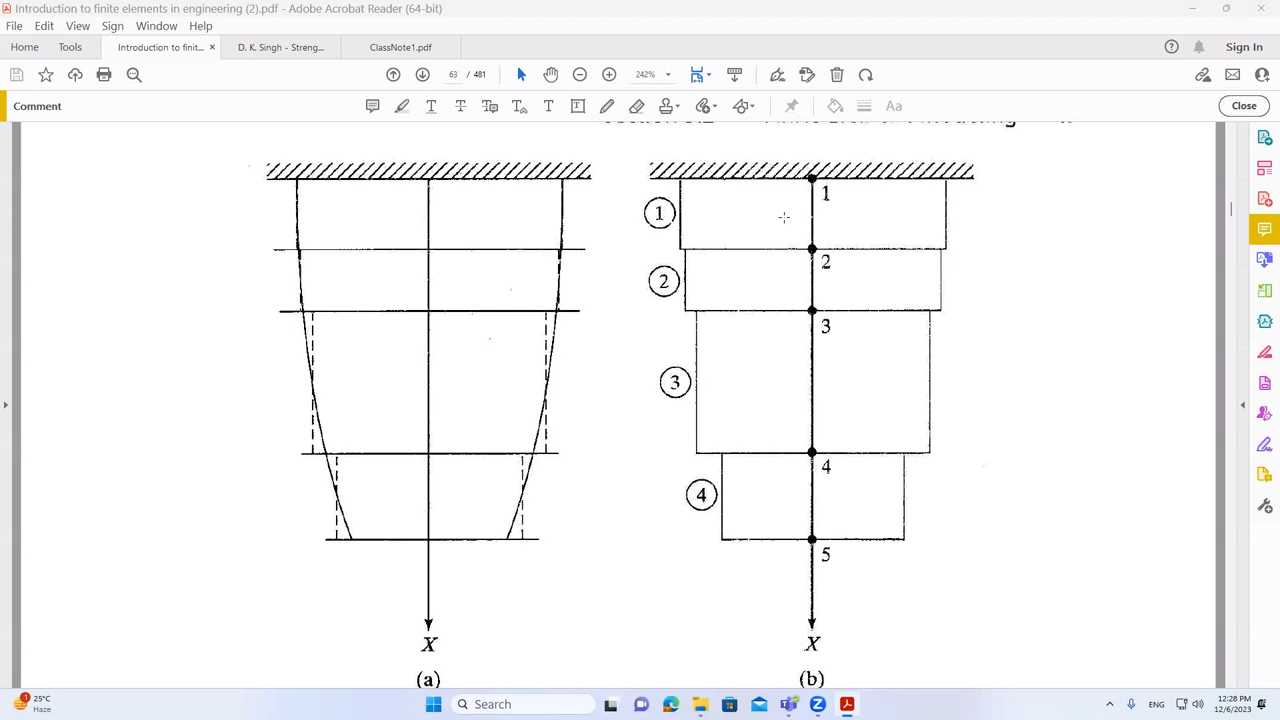 Introduction to finite elements in engineering (2).pdf - Adobe Acrobat Reader (64-bit)
File Edit View Sign Window Help
Home Tools Introduction to finit... × D. K. Singh - Streng... ClassNote1.pdf Sign In
63 / 481 242%
Comment Aa Close
1
1
2
2
3
3
4
4
5
X X
(a) (b)
1 25°C
Haze
Search
ENG
12:28 PM
12/6/2023